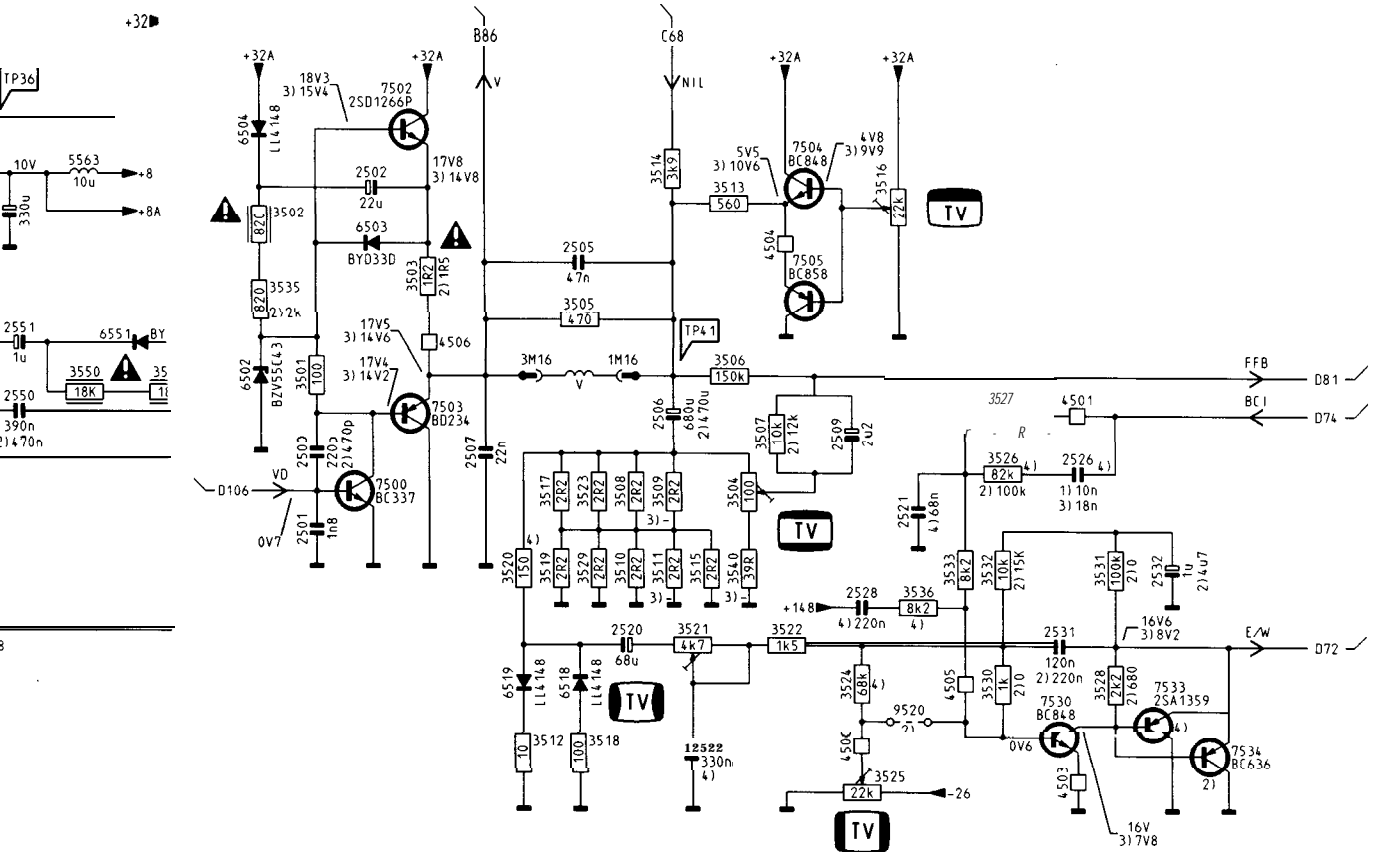 +32
B86
C68
TP36
+32A
+32A
+32A
+32A
18V3
3) 15V4
7502
2SD1266P
V
NIL
6504
LL4148
10V
5563
10u
+8
+8A
330u
2502
22u
17V8
3) 14V8
3514
3k9
5V5
3) 10V6
7504
BC848
4V8
3) 9V9
3516
22k
TV
3513
560
3502
82C
6503
BYD33D
3503
1R2
2) 1R5
2505
47n
4504
7505
BC858
3535
820
2) 2k
3505
470
2551
1u
6551
BY
17V5
3) 14V6
4506
TP41
3550
18K
6502
BZV55C43
3501
100
17V4
3) 14V2
3M16
V
1M16
3506
150k
FFB
D81
2550
390n
2) 470n
7503
BD234
2506
680u
2) 470u
3507
10k
2) 12k
2509
2u2
3527
4501
BCI
D74
2503
220p
2) 470p
2507
22n
R
D106
VD
7500
BC337
0V7
2501
1n8
3517
2R2
3523
2R2
3508
2R2
3509
2R2
3) -
3504
100
TV
3526
82k
4)
2) 100k
2526
4)
1) 10n
3) 18n
2521
4) 68n
3520
150
4)
3519
2R2
3529
2R2
3510
2R2
3511
2R2
3) -
3515
2R2
3540
39R
3) -
3533
8k2
3532
10k
2) 15K
3531
100k
2) 0
2532
1u
2) 4u7
+148
2528
4) 220n
3536
8k2
4)
2520
68u
3521
4k7
3522
1k5
2531
120n
2) 220n
16V6
3) 8V2
E/W
D72
6519
LL4148
6518
LL4148
TV
3524
68k
4)
4505
3530
1k
2) 0
3528
2k2
2) 680
7533
2SA1359
4)
9520
2)
7530
BC848
0V6
3512
10
3518
100
12522
330n
4)
450C
3525
22k
-26
4503
7534
BC636
2)
TV
16V
3) 7V8